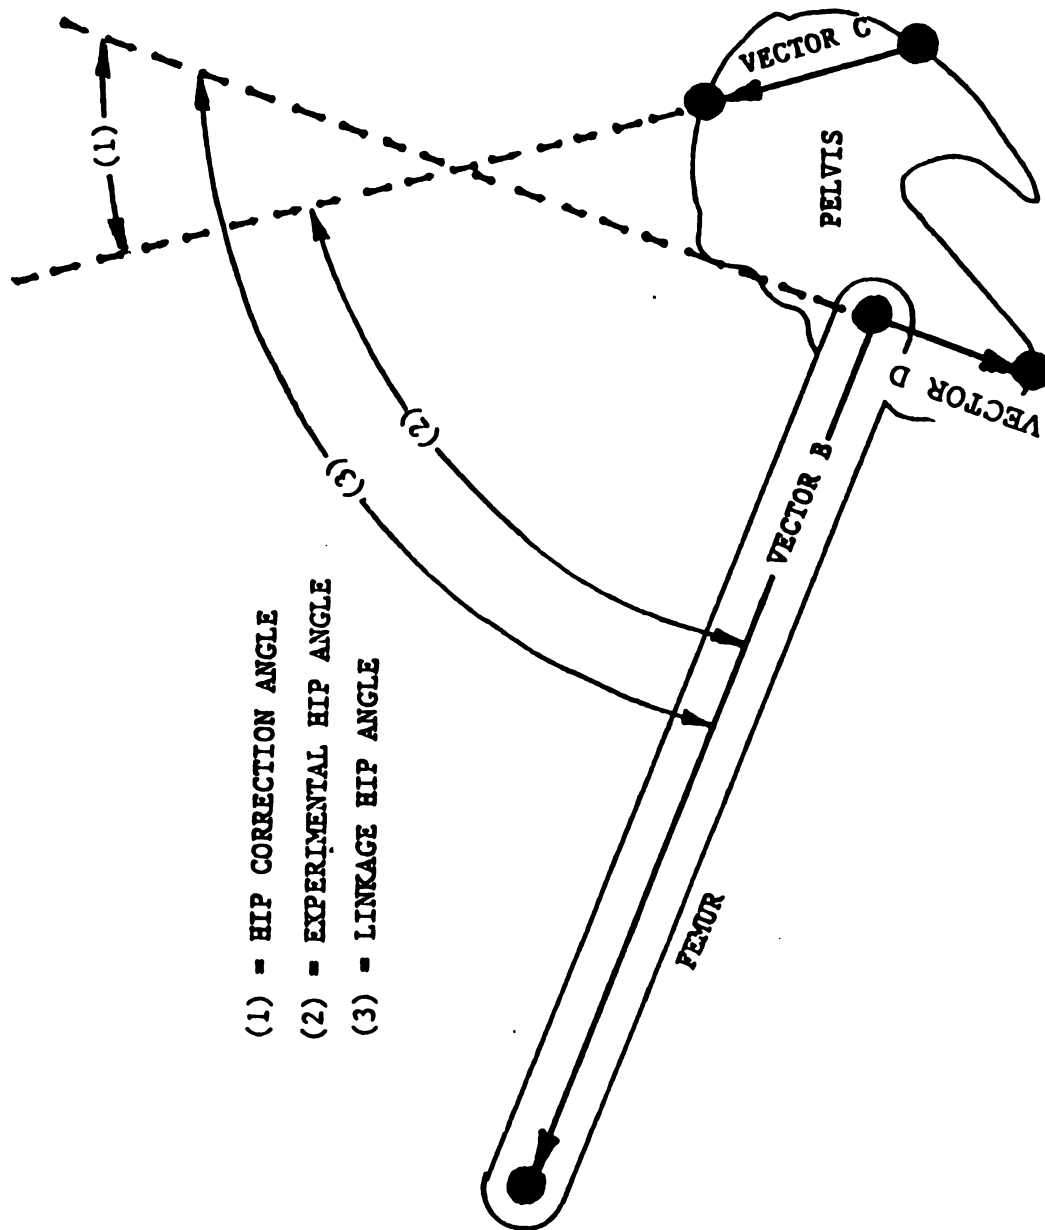 (1) = HIP CORRECTION ANGLE
(2) = EXPERIMENTAL HIP ANGLE
(3) = LINKAGE HIP ANGLE
(1)
(2)
(3)
VECTOR C
PELVIS
VECTOR D
VECTOR B
FEMUR